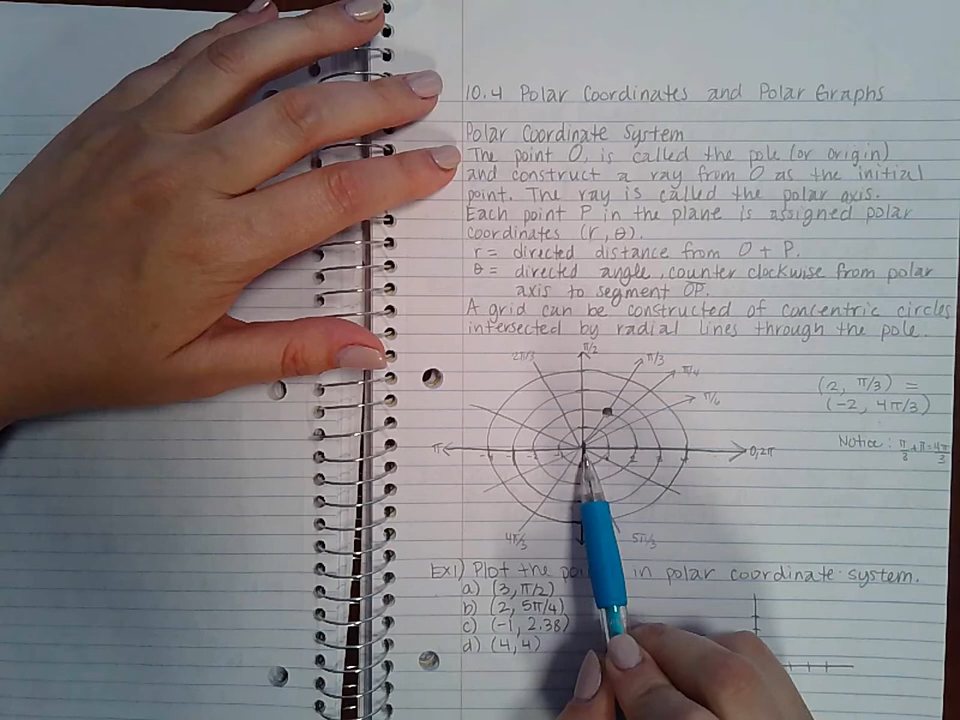 10.4 Polar Coordinates and Polar Graphs
Polar Coordinate System
The point O, is called the pole (or origin)
and construct a ray from O as the initial
point. The ray is called the polar axis.
Each point P in the plane is assigned polar
coordinates (r, θ).
r = directed distance from O + P.
θ = directed angle, counter clockwise from polar
axis to segment OP.
A grid can be constructed of concentric circles
intersected by radial lines through the pole.
2π/3 π/2 π/3
π/4
π/6
π 0,2π
4π/3 5π/3
(2, π/3) =
(-2, 4π/3)
Notice: π/3 + π = 4π/3
EX1) Plot the in polar coordinate system.
a) (3, π/2)
b) (2, 5π/4)
c) (-1, 2.38)
d) (4,4)